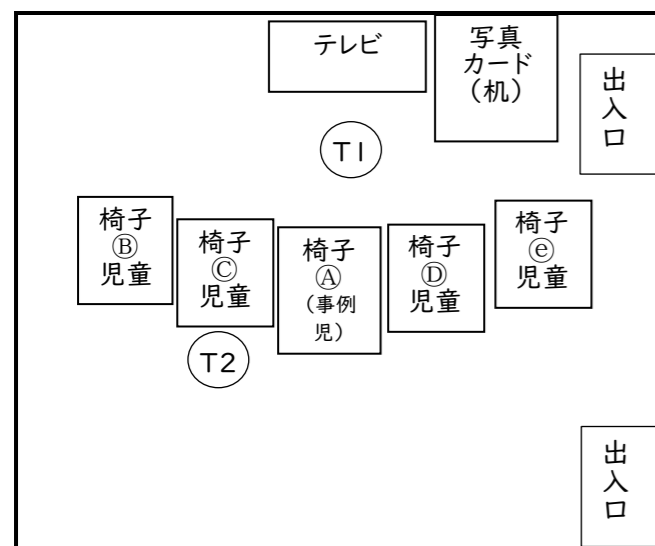 テレビ
写真
カード
（机）
出
入
口
T1
椅子
Ⓑ
児童
椅子
Ⓒ
児童
椅子
Ⓐ
（事例
児）
椅子
Ⓓ
児童
椅子
ⓔ
児童
T2
出
入
口